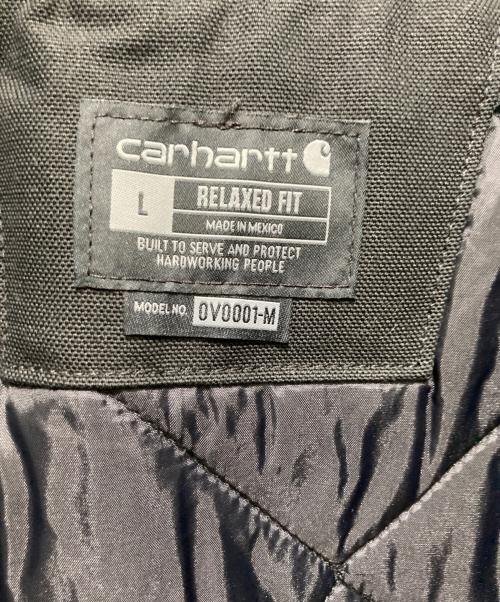 carhartt
L RELAXED FIT
MADE IN MEXICO
BUILT TO SERVE AND PROTECT
HARDWORKING PEOPLE
MODEL NO. OV0001-M